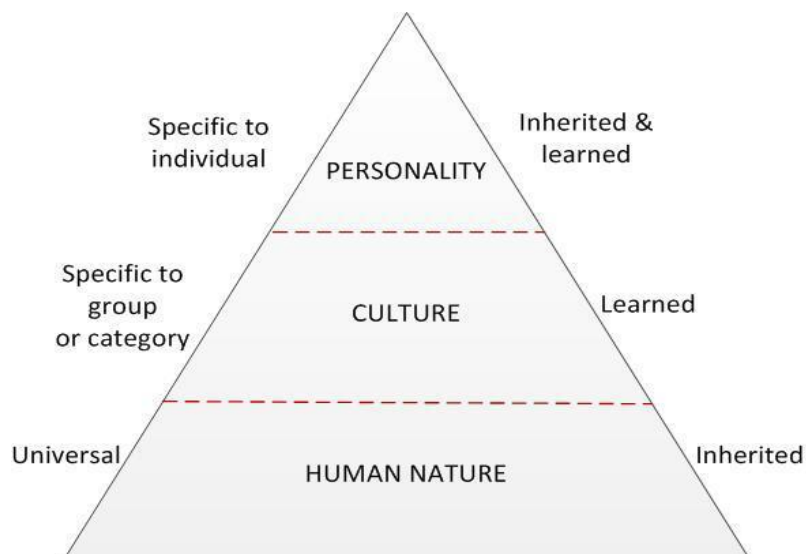 Specific to
individual
PERSONALITY
Inherited &
learned
Specific to
group
or category
CULTURE
Learned
Universal
HUMAN NATURE
Inherited